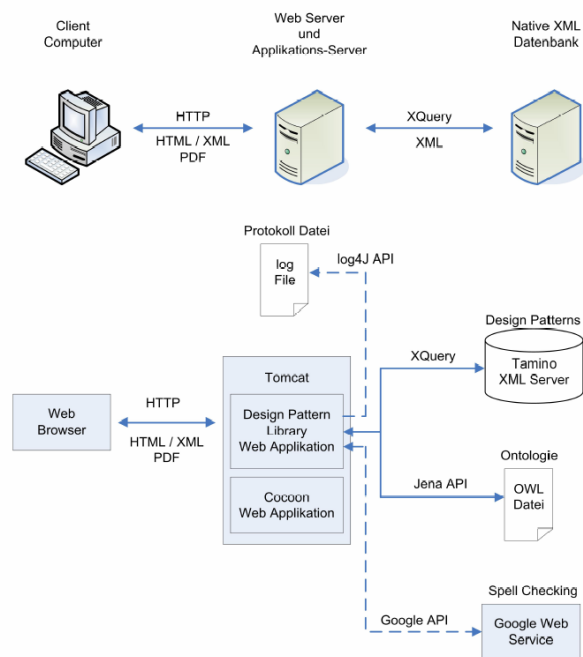 Client
Computer
Web Server
und
Applikations-Server
Native XML
Datenbank
HTTP
HTML / XML
PDF
XQuery
XML
Protokoll Datei
log
File
log4J API
Design Patterns
Tamino
XML Server
XQuery
Tomcat
Web
Browser
HTTP
HTML / XML
PDF
Design Pattern
Library
Web Applikation
Cocoon
Web Applikation
Ontologie
Jena API
OWL
Datei
Spell Checking
Google API
Google Web
Service